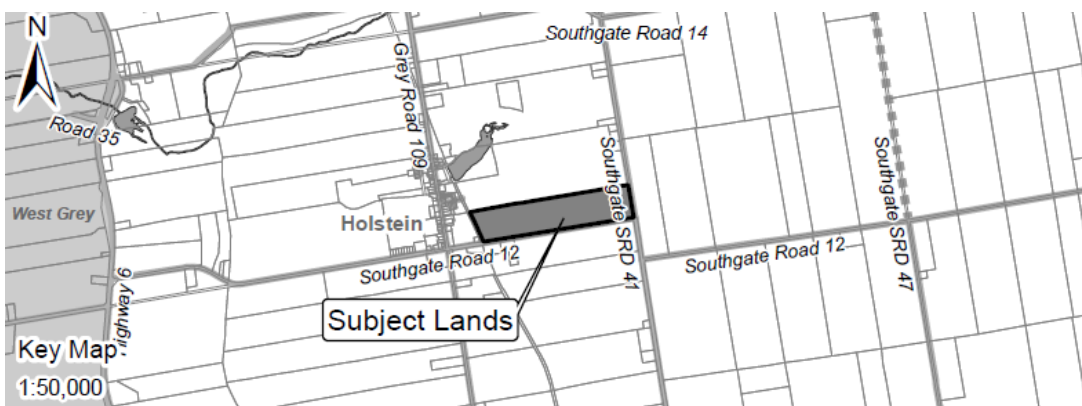 N
Southgate Road 14
Grey Road 109
Road 35
West Grey
Holstein
Southgate Road 12
Southgate SRD 41
Southgate Road 12
Southgate SRD 47
Subject Lands
Highway 6
Key Map
1:50,000